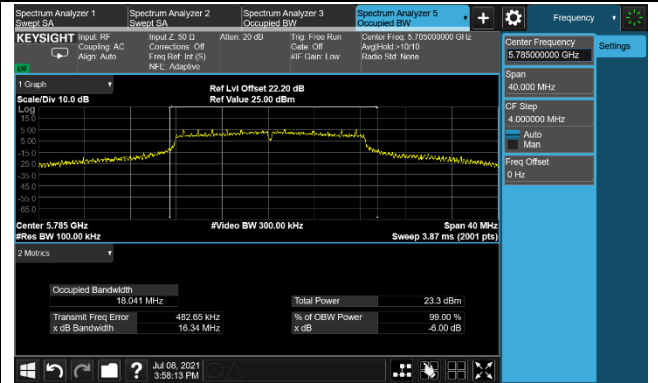 Spectrum Analyzer 1
Swept SA
Spectrum Analyzer 2
Swept SA
Spectrum Analyzer 3
Occupied BW
Spectrum Analyzer 5
Occupied BW
+
Frequency
KEYSIGHT
Input: RF
Coupling: AC
Align: Auto
Input Z: 50 Ω
Corrections: Off
Freq Ref: Int (S)
NFE: Adaptive
Atten: 20 dB
Trig: Free Run
Gate: Off
#IF Gain: Low
Center Freq: 5.785000000 GHz
Avg|Hold:>10/10
Radio Std: None
LM
Center Frequency
5.785000000 GHz
Settings
Span
40.000 MHz
CF Step
4.000000 MHz
Auto
Man
Freq Offset
0 Hz
1 Graph
Scale/Div 10.0 dB
Ref Lvl Offset 22.20 dB
Ref Value 25.00 dBm
Log
15.0
5.00
-5.00
-15.0
-25.0
-35.0
-45.0
-55.0
-65.0
Center 5.785 GHz
#Res BW 100.00 kHz
#Video BW 300.00 kHz
Span 40 MHz
Sweep 3.87 ms (2001 pts)
2 Metrics
Occupied Bandwidth
18.041 MHz
Total Power 23.3 dBm
Transmit Freq Error 482.65 kHz
% of OBW Power 99.00 %
x dB Bandwidth 16.34 MHz
x dB -6.00 dB
?
Jul 08, 2021
3:58:13 PM